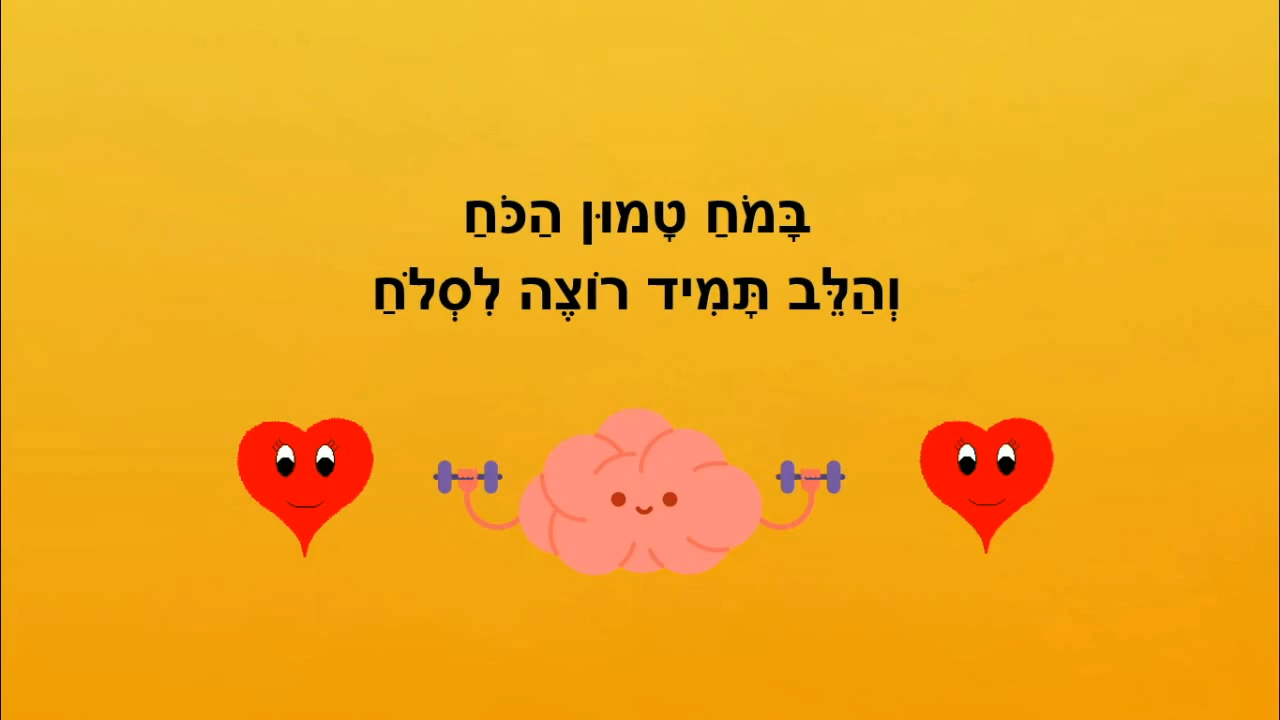 בָּמֹחַ טָמוּן הַכֹּחַ
וְהַלֵּב תָּמִיד רוֹצֶה לִסְלֹחַ